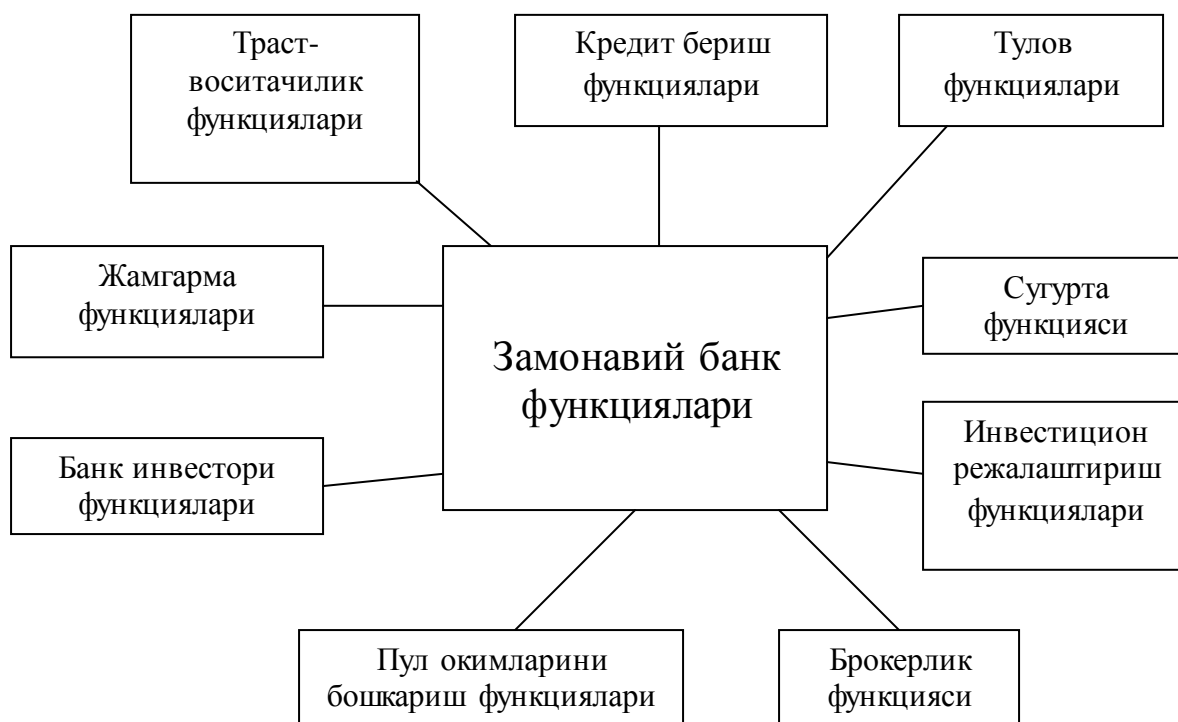 Траст-
воситачилик
функциялари
Кредит бериш
функциялари
Тулов
функциялари
Жамгарма
функциялари
Сугурта
функцияси
Замонавий банк
функциялари
Банк инвестори
функциялари
Инвестицион
режалаштириш
функциялари
Пул окимларини
бошкариш функциялари
Брокерлик
функцияси